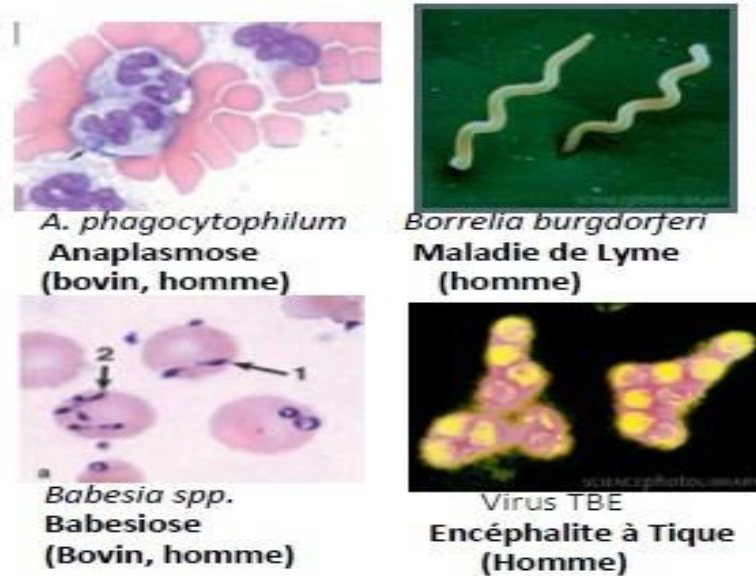 A. phagocytophilum
Anaplasmose
(bovin, homme)
Borrelia burgdorferi
Maladie de Lyme
(homme)
2
1
a
Babesia spp.
Babesiose
(Bovin, homme)
SCIENCEphotoLIBRARY
Virus TBE
Encéphalite à Tique
(Homme)